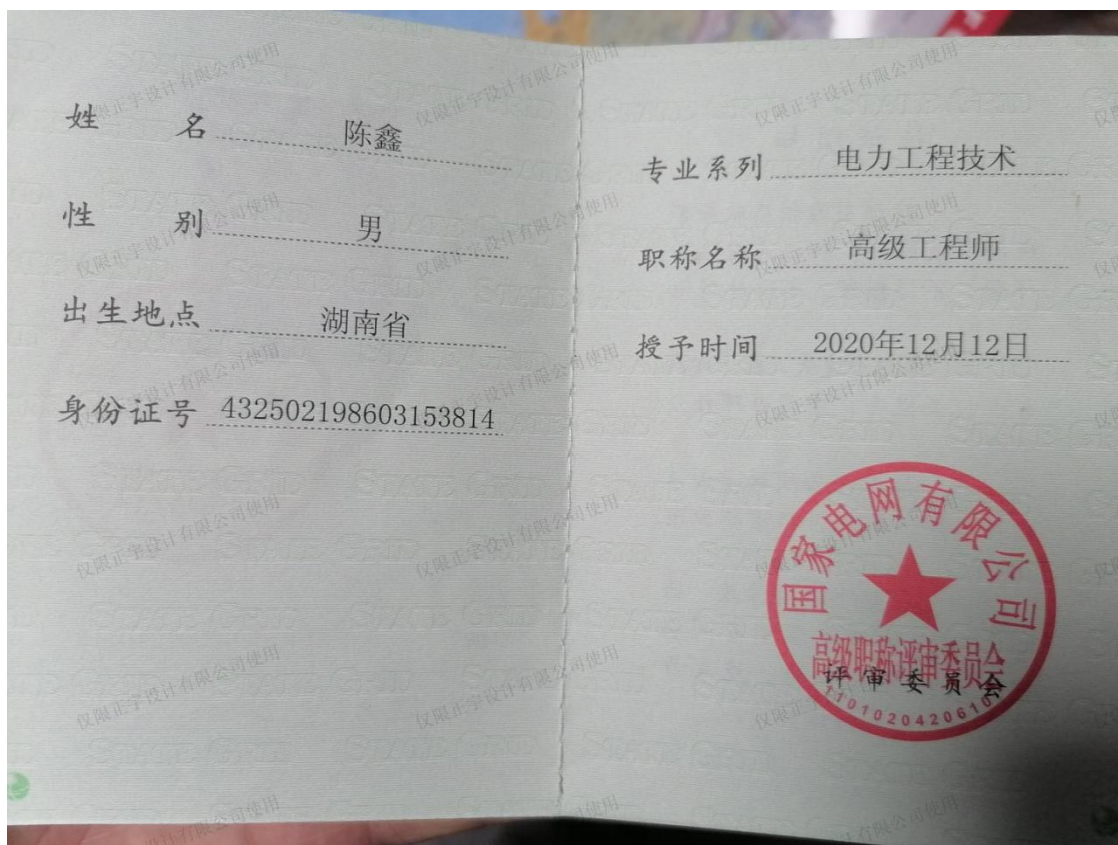 姓名 陈鑫
性别 男
出生地点 湖南省
身份证号 432502198603153814
专业系列 电力工程技术
职称名称 高级工程师
授予时间 2020年12月12日
国家电网有限公司
高级职称评审委员会
评审委员会
仅限正宇设计有限公司使用
STATE GRID